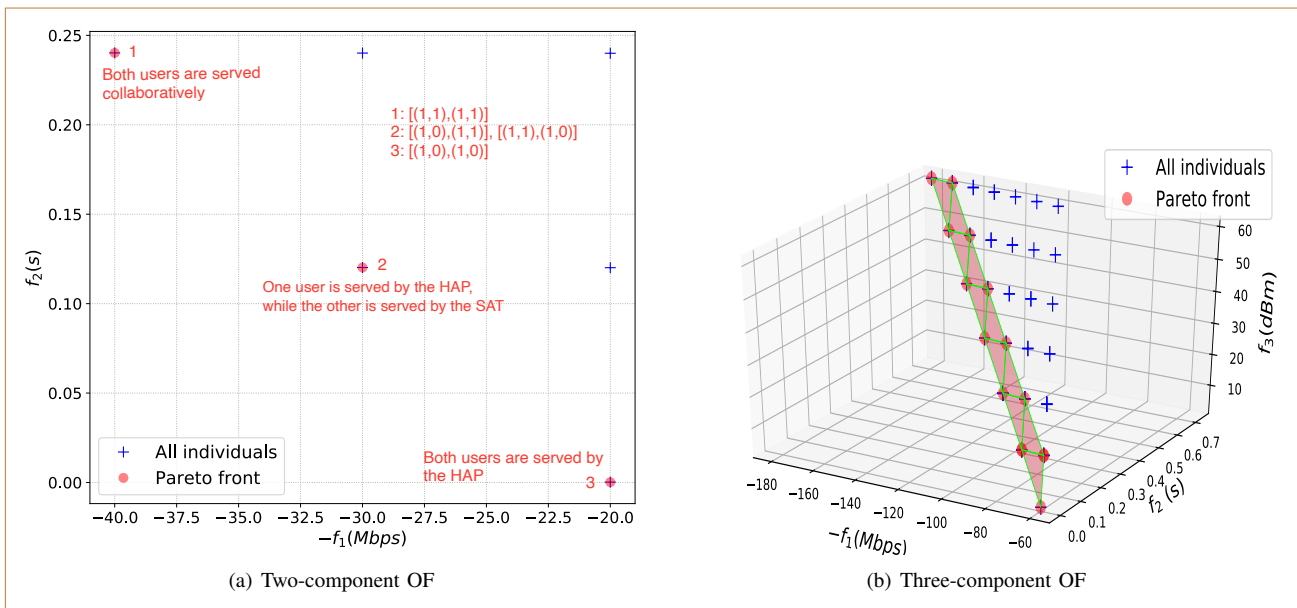 0.25
0.20
0.15
0.10
0.05
0.00
f₂(s)
1
Both users are served
collaboratively
1: [(1,1),(1,1)]
2: [(1,0),(1,1)], [(1,1),(1,0)]
3: [(1,0),(1,0)]
2
One user is served by the HAP,
while the other is served by the SAT
Both users are served by
the HAP
3
+ All individuals
Pareto front
−40.0 −37.5 −35.0 −32.5 −30.0 −27.5 −25.0 −22.5 −20.0
−f₁(Mbps)
(a) Two-component OF
+ All individuals
Pareto front
60
50
40
30
20
10
f₃(dBm)
0.7
0.6
0.5
0.4
0.3
0.2
0.1
0.0
f₂(s)
−180 −160 −140 −120 −100 −80 −60
−f₁(Mbps)
(b) Three-component OF